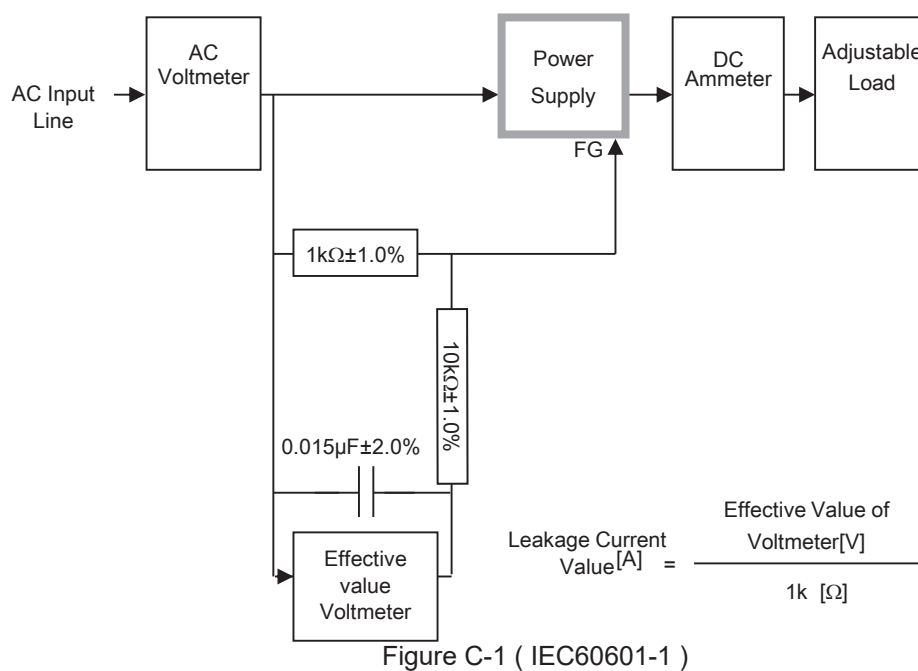 AC Input
Line
AC
Voltmeter
Power
Supply
FG
DC
Ammeter
Adjustable
Load
1kΩ±1.0%
10kΩ±1.0%
0.015µF±2.0%
Effective
value
Voltmeter
Leakage Current
Value[A] =
Effective Value of
Voltmeter[V]
1k [Ω]
Figure C-1 ( IEC60601-1 )